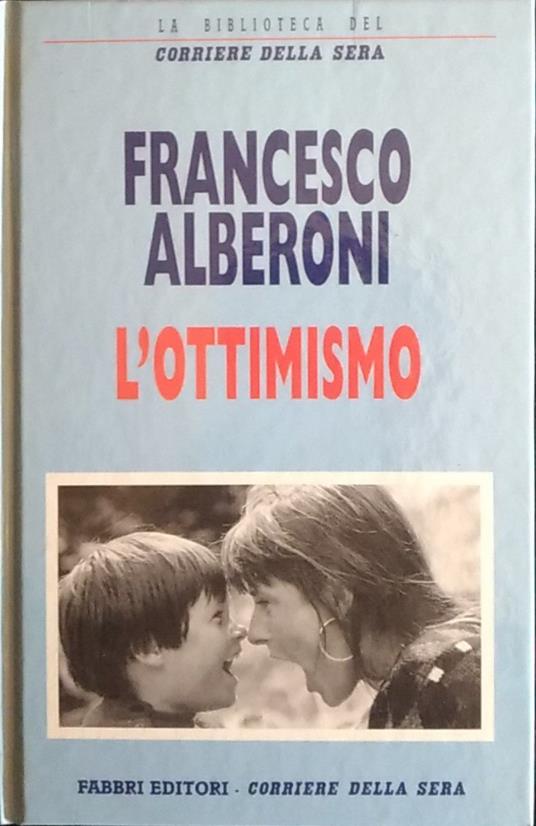 LA BIBLIOTECA DEL
CORRIERE DELLA SERA
FRANCESCO
ALBERONI
L'OTTIMISMO
FABBRI EDITORI - CORRIERE DELLA SERA